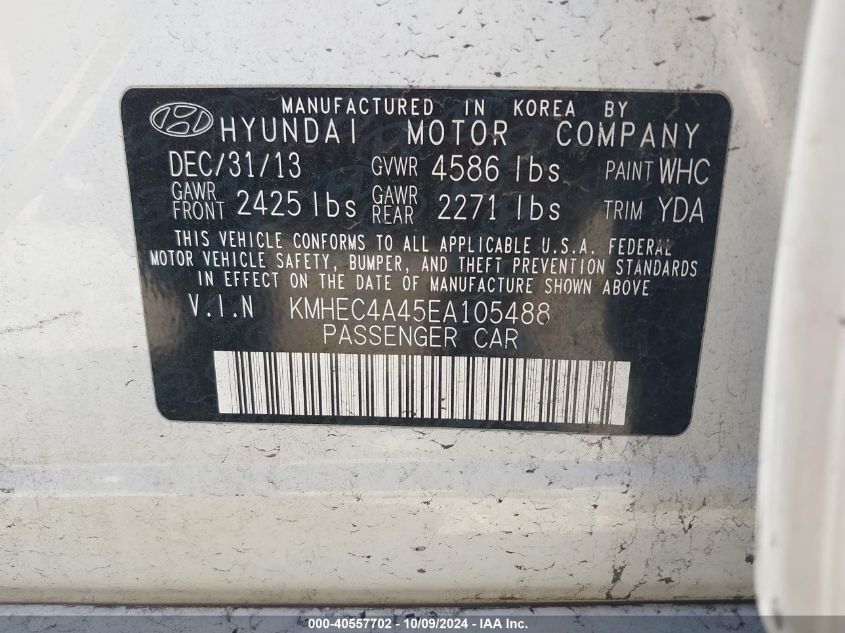 MANUFACTURED IN KOREA BY
HYUNDAI MOTOR COMPANY
DEC/31/13 GVWR 4586 lbs PAINT WHC
GAWR FRONT 2425 lbs GAWR REAR 2271 lbs TRIM YDA
THIS VEHICLE CONFORMS TO ALL APPLICABLE U.S.A. FEDERAL
MOTOR VEHICLE SAFETY, BUMPER, AND THEFT PREVENTION STANDARDS
IN EFFECT ON THE DATE OF MANUFACTURE SHOWN ABOVE
V.I.N KMHEC4A45EA105488
PASSENGER CAR
000-40557702 - 10/09/2024 - IAA Inc.